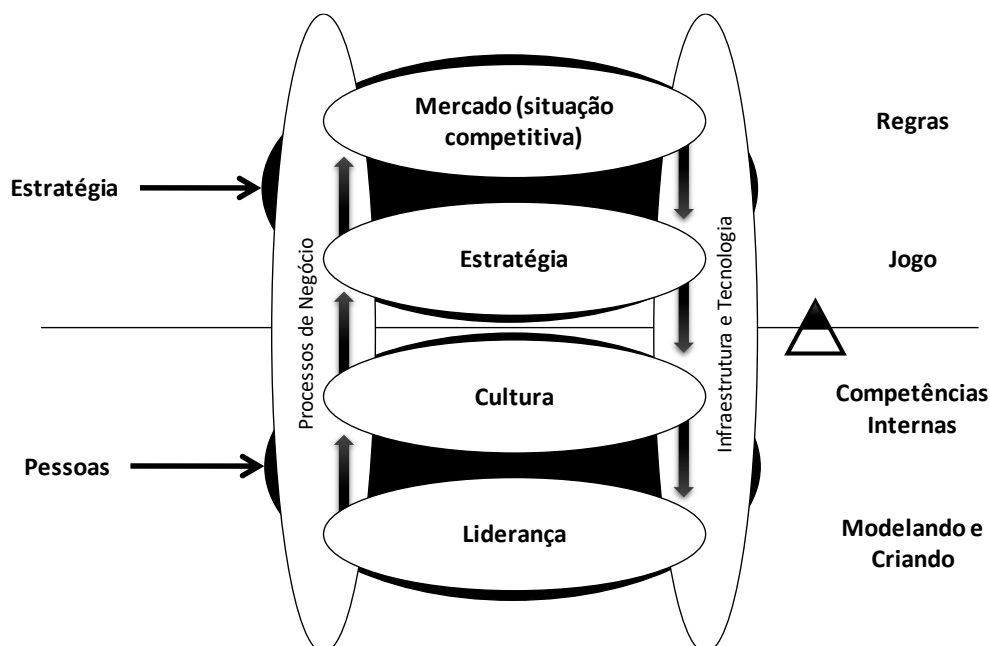 Mercado (situação
competitiva)
Regras
Estratégia
Estratégia
Jogo
Processos de Negócio
Infraestrutura e Tecnologia
Cultura
Competências
Internas
Pessoas
Liderança
Modelando e
Criando